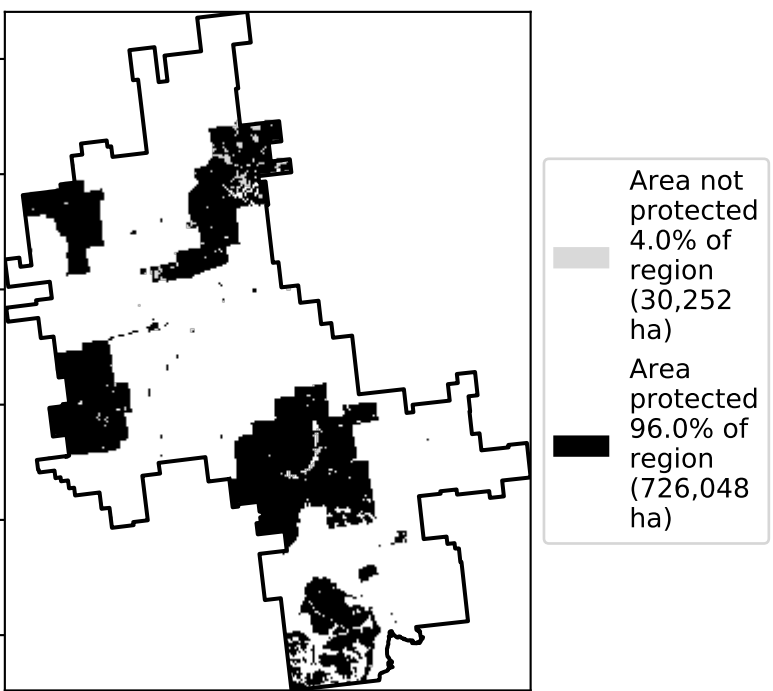 Area not
protected
4.0% of
region
(30,252
ha)
Area
protected
96.0% of
region
(726,048
ha)